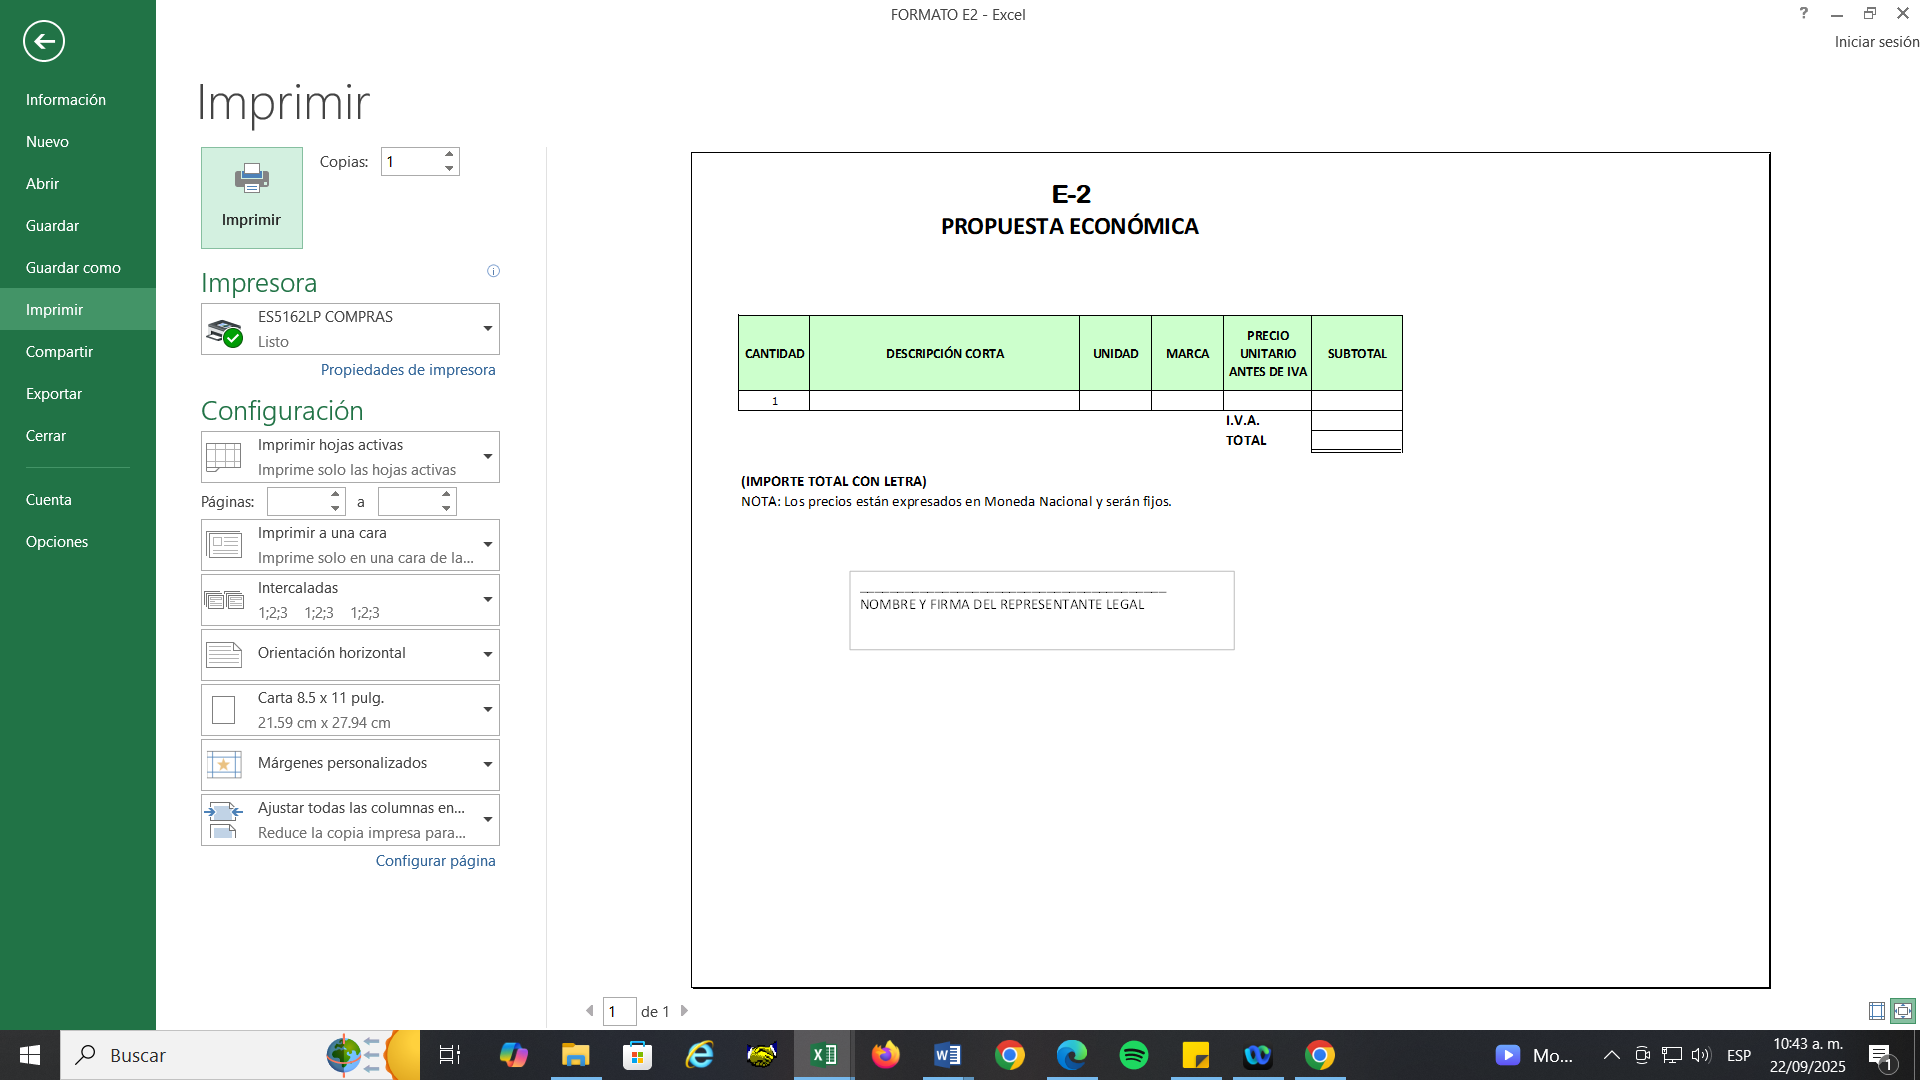 FORMATO E2 - Excel
?
Iniciar sesión
Información
Nuevo
Abrir
Guardar
Guardar como
Imprimir
Compartir
Exportar
Cerrar
Cuenta
Opciones
Imprimir
Imprimir
Copias: 1
Impresora
ES5162LP COMPRAS
Listo
Propiedades de impresora
Configuración
Imprimir hojas activas
Imprime solo las hojas activas
Páginas: a
Imprimir a una cara
Imprime solo en una cara de la...
Intercaladas
1;2;3 1;2;3 1;2;3
Orientación horizontal
Carta 8.5 x 11 pulg.
21.59 cm x 27.94 cm
Márgenes personalizados
Ajustar todas las columnas en...
Reduce la copia impresa para...
Configurar página
E-2
PROPUESTA ECONÓMICA
CANTIDAD DESCRIPCIÓN CORTA UNIDAD MARCA PRECIO UNITARIO ANTES DE IVA SUBTOTAL
1
I.V.A.
TOTAL
(IMPORTE TOTAL CON LETRA)
NOTA: Los precios están expresados en Moneda Nacional y serán fijos.
NOMBRE Y FIRMA DEL REPRESENTANTE LEGAL
1 de 1
Buscar
Mo...
ESP
10:43 a. m.
22/09/2025
1